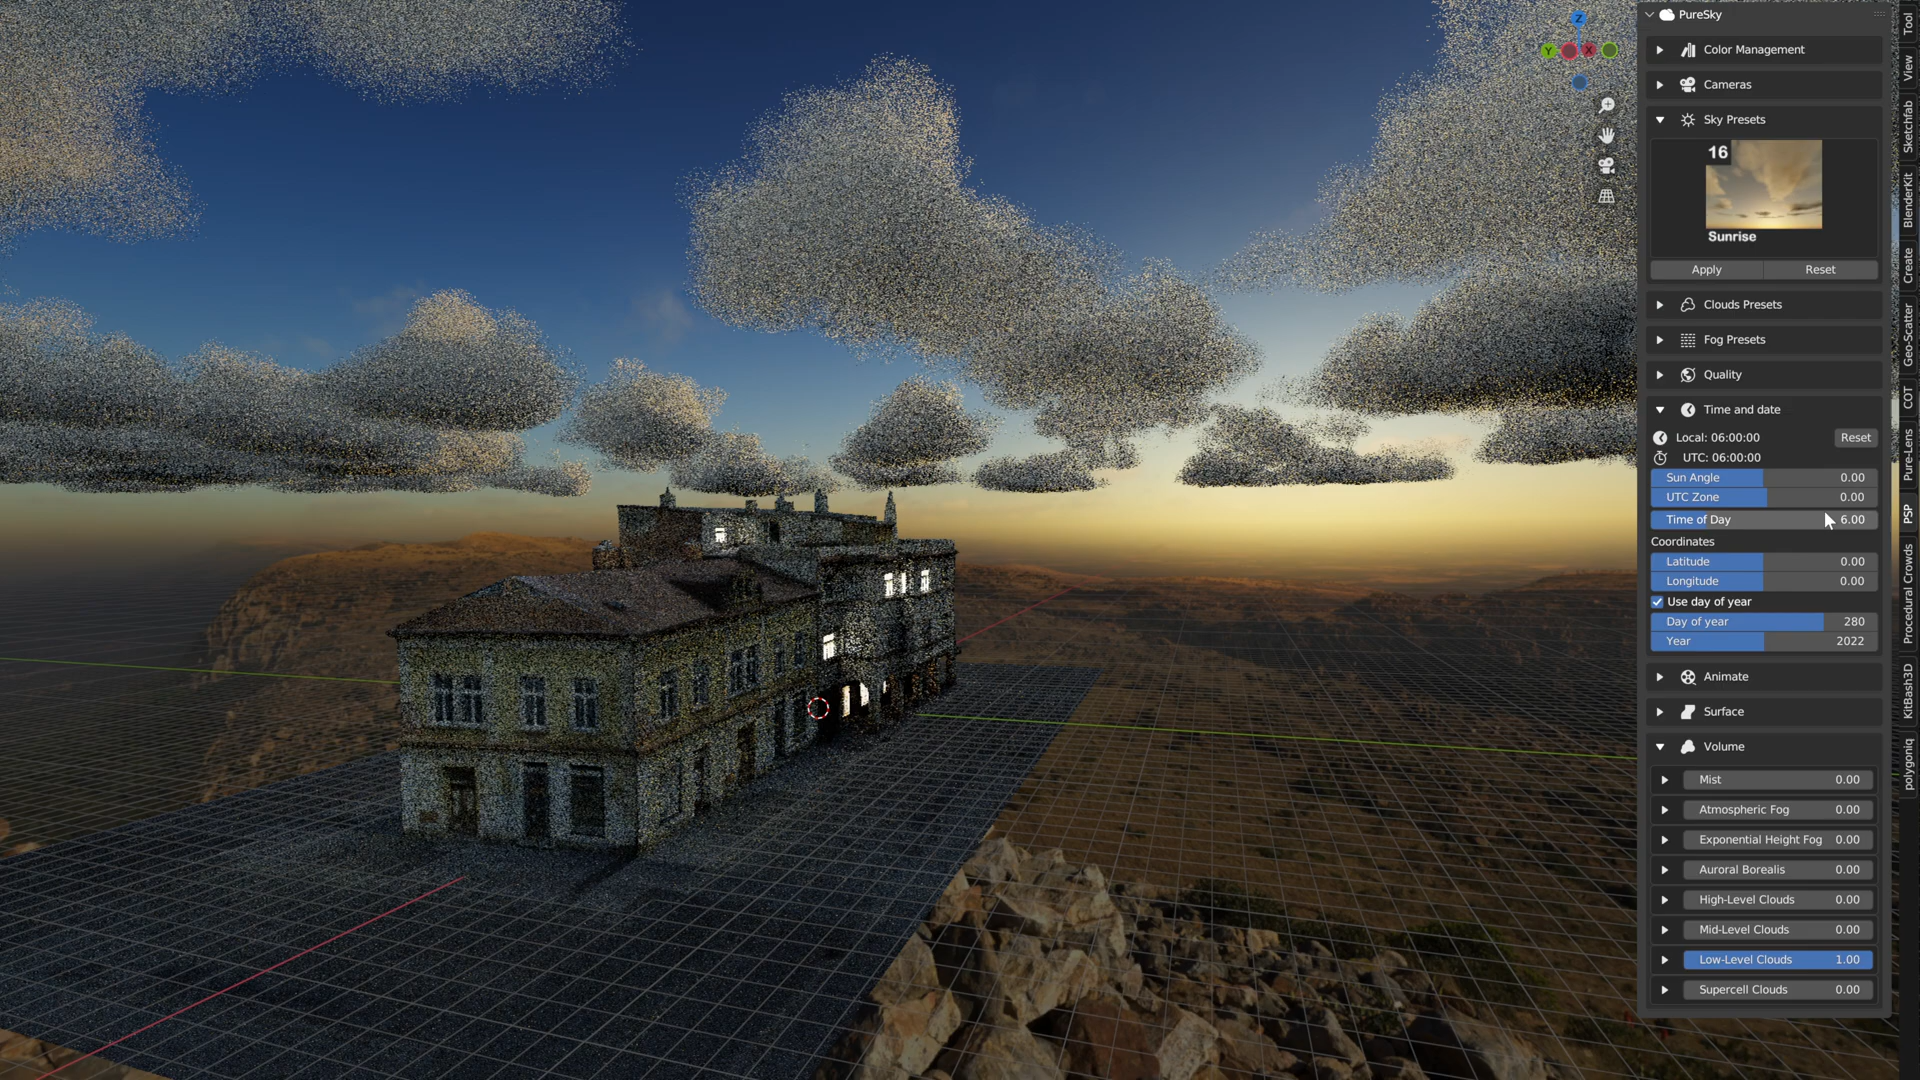 PureSky
Color Management
Cameras
Sky Presets
16
Sunrise
Apply Reset
Clouds Presets
Fog Presets
Quality
Time and date
Local: 06:00:00 Reset
UTC: 06:00:00
Sun Angle 0.00
UTC Zone 0.00
Time of Day 6.00
Coordinates
Latitude 0.00
Longitude 0.00
Use day of year
Day of year 280
Year 2022
Animate
Surface
Volume
Mist 0.00
Atmospheric Fog 0.00
Exponential Height Fog 0.00
Auroral Borealis 0.00
High-Level Clouds 0.00
Mid-Level Clouds 0.00
Low-Level Clouds 1.00
Supercell Clouds 0.00
Tool
View
Sketchfab
BlenderKit
Create
Geo-Scatter
COT
Pure-Lens
PSP
Procedural Crowds
KitBash3D
polygoniq
Z
Y
X